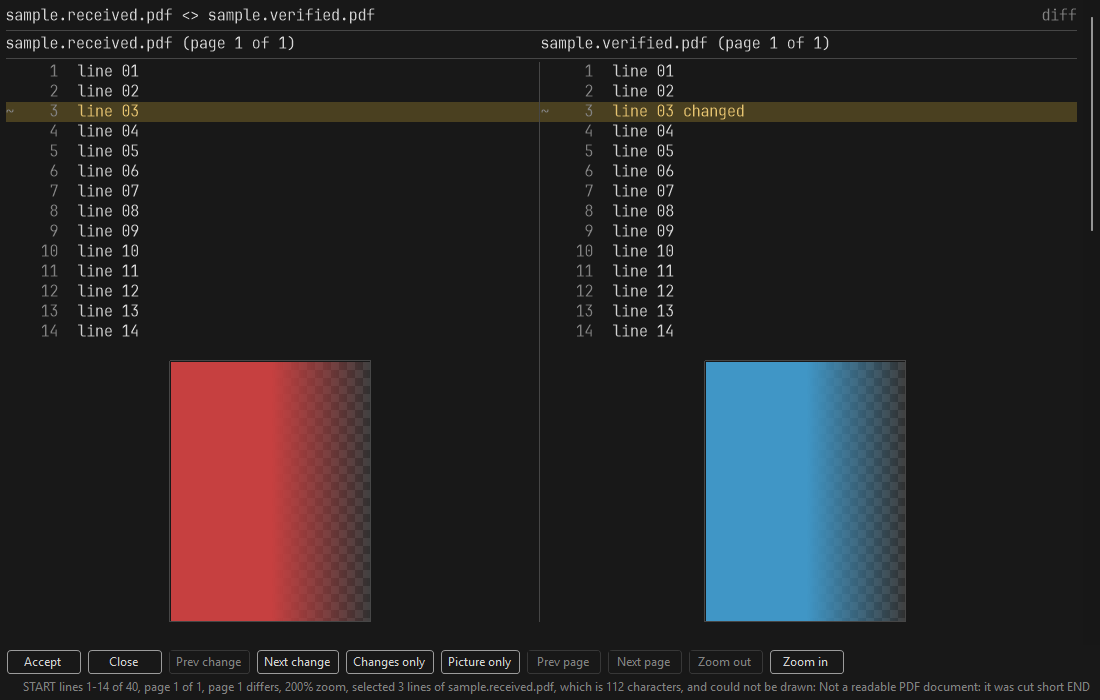 sample.received.pdf <> sample.verified.pdf diff
sample.received.pdf (page 1 of 1) sample.verified.pdf (page 1 of 1)
1 line 01 1 line 01
2 line 02 2 line 02
~ 3 line 03 ~ 3 line 03 changed
4 line 04 4 line 04
5 line 05 5 line 05
6 line 06 6 line 06
7 line 07 7 line 07
8 line 08 8 line 08
9 line 09 9 line 09
10 line 10 10 line 10
11 line 11 11 line 11
12 line 12 12 line 12
13 line 13 13 line 13
14 line 14 14 line 14
Accept Close Prev change Next change Changes only Picture only Prev page Next page Zoom out Zoom in
START lines 1-14 of 40, page 1 of 1, page 1 differs, 200% zoom, selected 3 lines of sample.received.pdf, which is 112 characters, and could not be drawn: Not a readable PDF document: it was cut short END